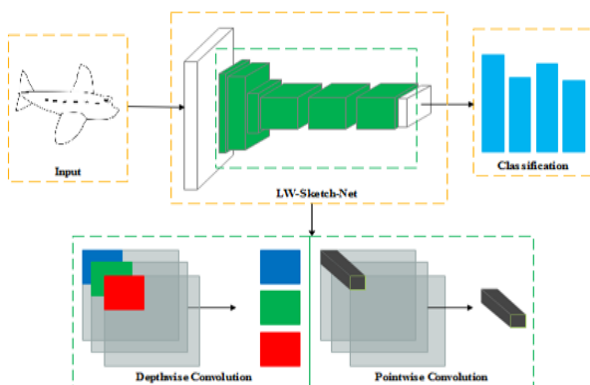 Input
LW-Sketch-Net
Classification
Depthwise Convolution
Pointwise Convolution